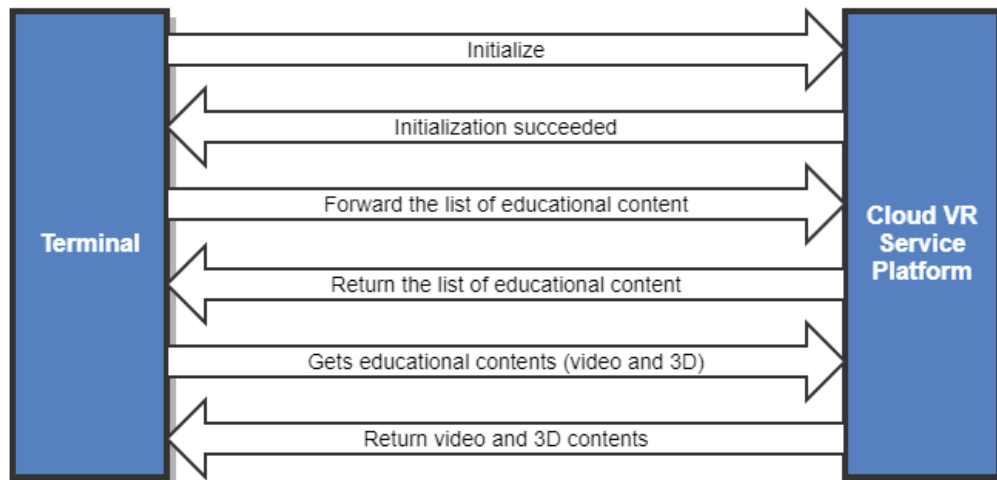 Initialize
Initialization succeeded
Forward the list of educational content
Terminal
Cloud VR
Service
Platform
Return the list of educational content
Gets educational contents (video and 3D)
Return video and 3D contents